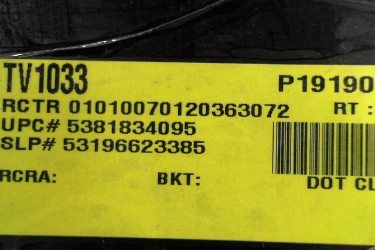 TV1033 P19190
RCTR 01010070120363072 RT :
UPC# 5381834095
SLP# 53196623385
RCRA: BKT: DOT CL